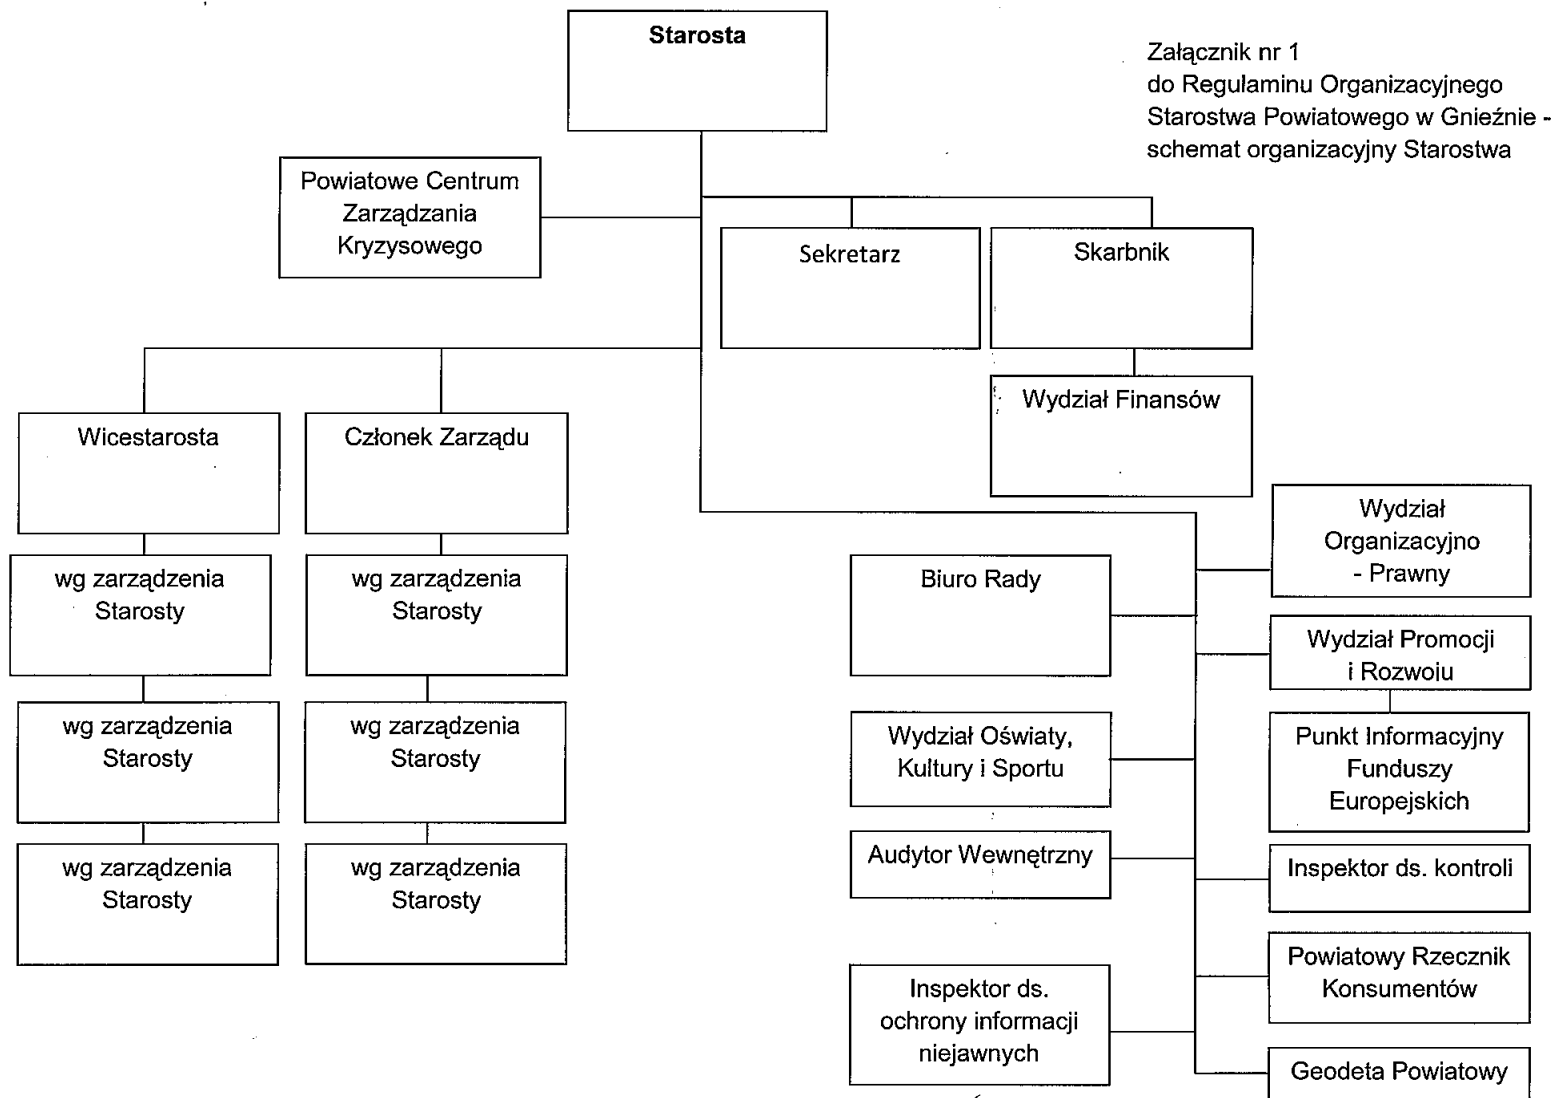 Starosta
Załącznik nr 1
do Regulaminu Organizacyjnego
Starostwa Powiatowego w Gnieźnie -
schemat organizacyjny Starostwa
Powiatowe Centrum
Zarządzania
Kryzysowego
Sekretarz
Skarbnik
Wydział Finansów
Wicestarosta
Członek Zarządu
wg zarządzenia
Starosty
wg zarządzenia
Starosty
wg zarządzenia
Starosty
wg zarządzenia
Starosty
wg zarządzenia
Starosty
wg zarządzenia
Starosty
Wydział
Organizacyjno
- Prawny
Biuro Rady
Wydział Promocji
i Rozwoju
Wydział Oświaty,
Kultury i Sportu
Punkt Informacyjny
Funduszy
Europejskich
Audytor Wewnętrzny
Inspektor ds. kontroli
Powiatowy Rzecznik
Konsumentów
Inspektor ds.
ochrony informacji
niejawnych
Geodeta Powiatowy